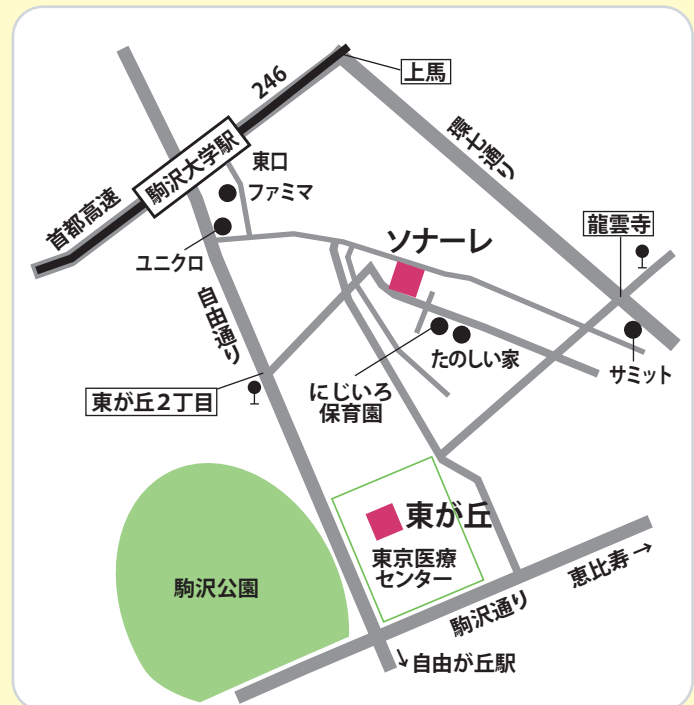 上馬
246
環七通り
駒沢大学駅
東口
ファミマ
首都高速
龍雲寺
ソナーレ
ユニクロ
自由通り
たのしい家
サミット
にじいろ
保育園
東が丘2丁目
東が丘
東京医療
センター
駒沢公園
恵比寿→
駒沢通り
↓自由が丘駅